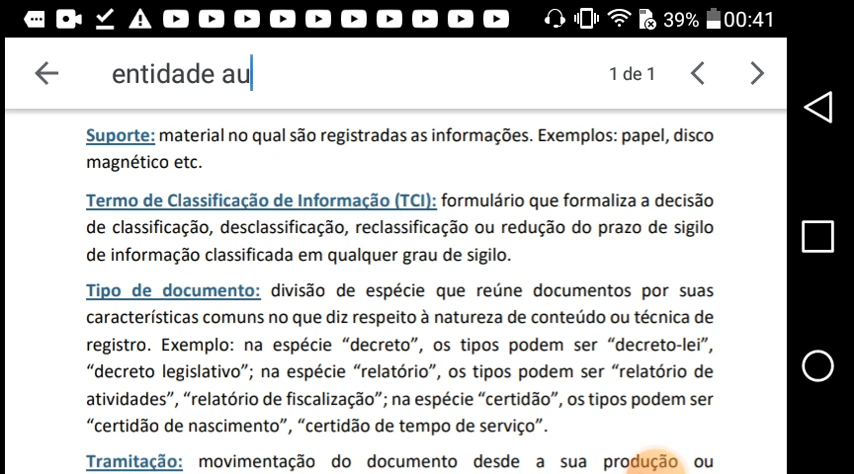 39% 00:41
entidade au 1 de 1
Suporte: material no qual são registradas as informações. Exemplos: papel, disco
magnético etc.
Termo de Classificação de Informação (TCI): formulário que formaliza a decisão
de classificação, desclassificação, reclassificação ou redução do prazo de sigilo
de informação classificada em qualquer grau de sigilo.
Tipo de documento: divisão de espécie que reúne documentos por suas
características comuns no que diz respeito à natureza de conteúdo ou técnica de
registro. Exemplo: na espécie “decreto”, os tipos podem ser “decreto-lei”,
“decreto legislativo”; na espécie “relatório”, os tipos podem ser “relatório de
atividades”, “relatório de fiscalização”; na espécie “certidão”, os tipos podem ser
“certidão de nascimento”, “certidão de tempo de serviço”.
Tramitação: movimentação do documento desde a sua produção ou